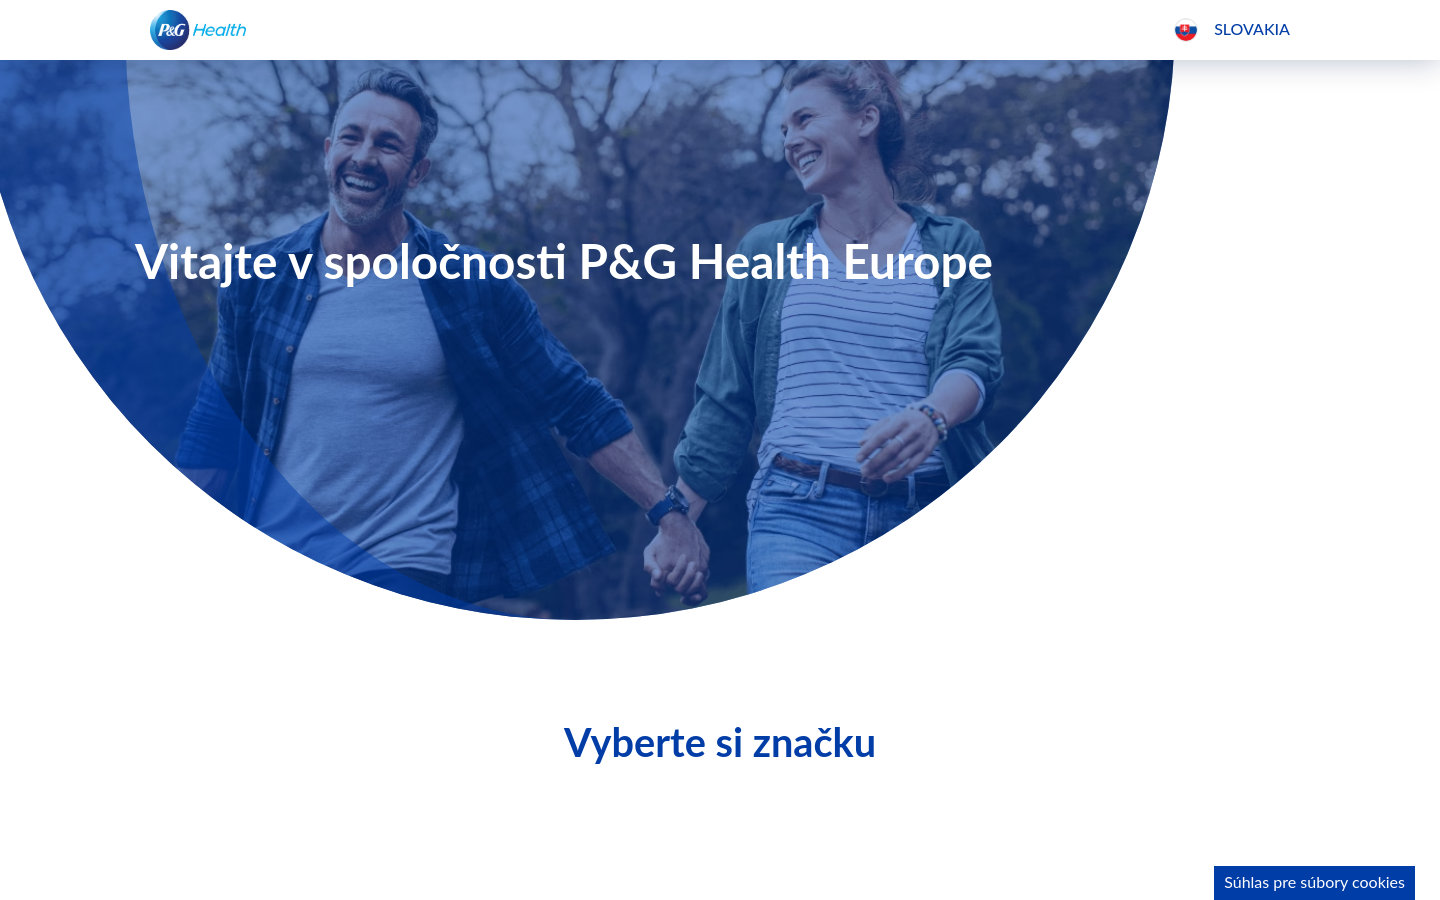 P&G Health
SLOVAKIA
Vitajte v spoločnosti P&G Health Europe
Vyberte si značku
Súhlas pre súbory cookies